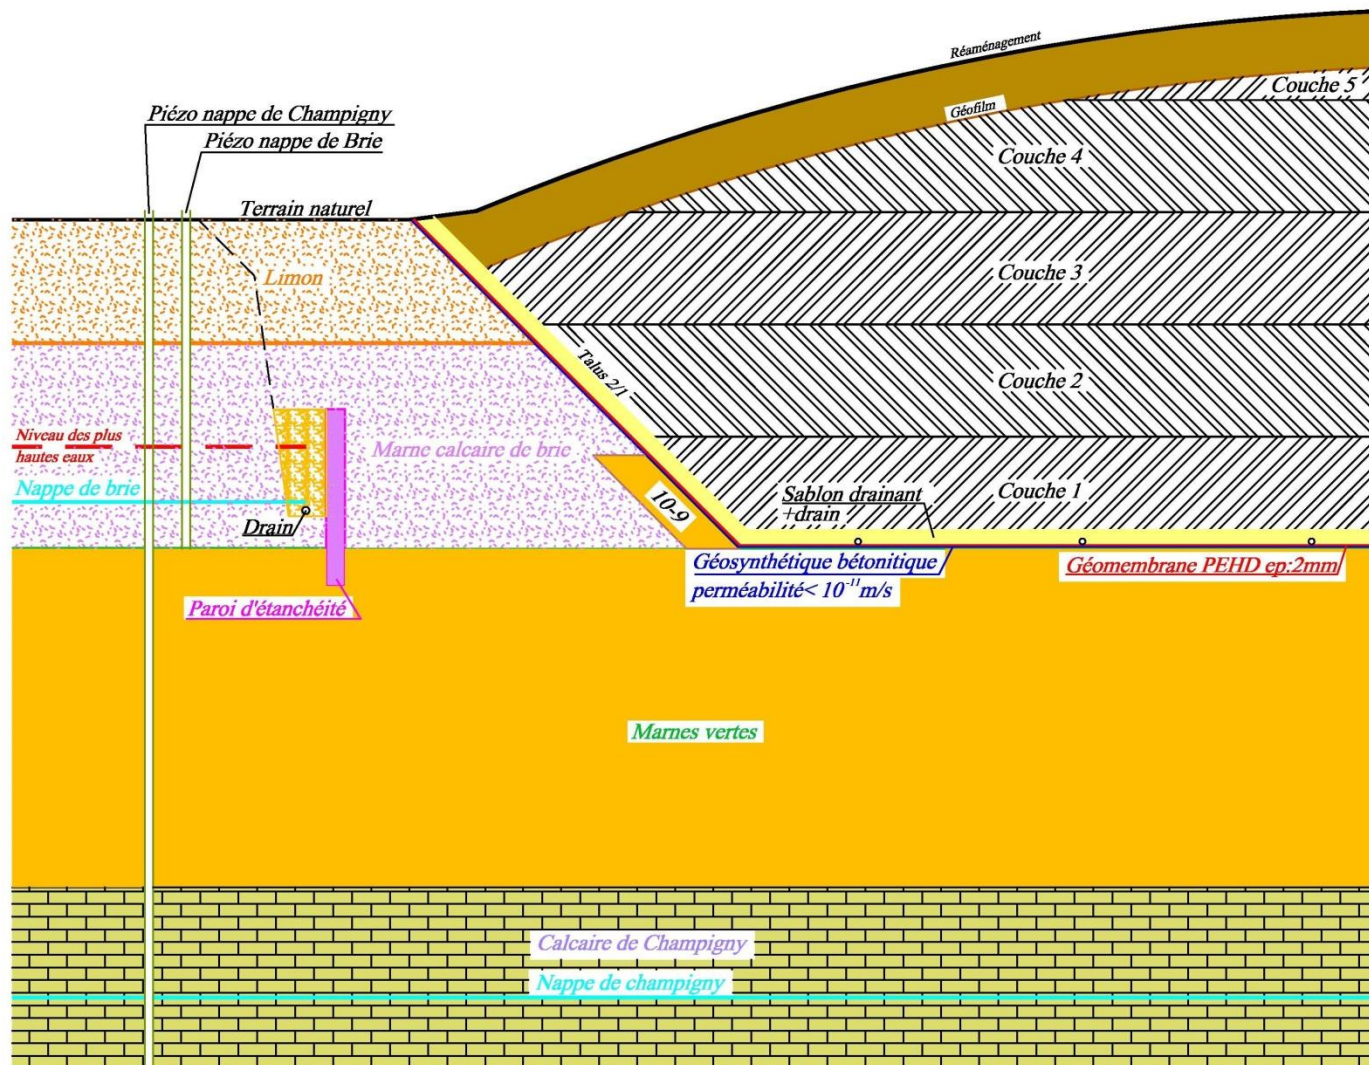 Réaménagement
Couche 5
Piézo nappe de Champigny
Géofilm
Piézo nappe de Brie
Couche 4
Terrain naturel
Limon
Couche 3
Talus 2/1
Couche 2
Niveau des plus
hautes eaux
Marne calcaire de brie
Nappe de brie
Couche 1
10-9
Sablon drainant
+drain
Drain
Géosynthétique bétonitique
perméabilité< 10⁻¹¹m/s
Géomembrane PEHD ep:2mm
Paroi d'étanchéité
Marnes vertes
Calcaire de Champigny
Nappe de champigny